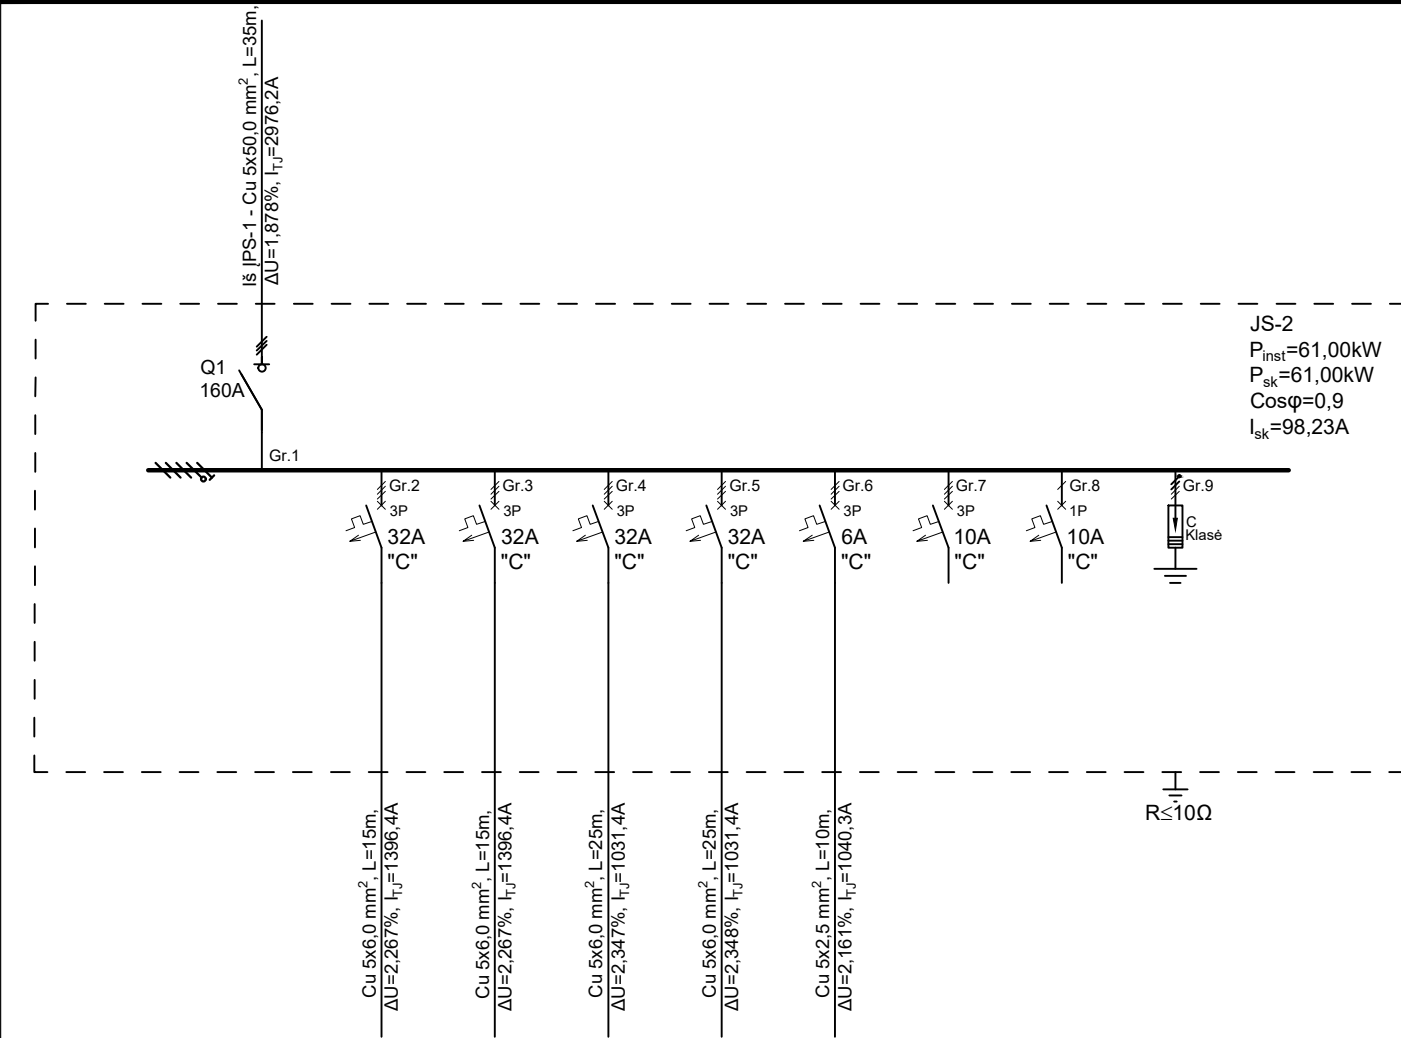 Iš ĮPS-1 - Cu 5x50,0 mm², L=35m,
ΔU=1,878%, I_TJ=2976,2A
JS-2
P_inst=61,00kW
P_sk=61,00kW
Cosφ=0,9
I_sk=98,23A
Q1
160A
Gr.1
Gr.2
3P
32A
"C"
Gr.3
3P
32A
"C"
Gr.4
3P
32A
"C"
Gr.5
3P
32A
"C"
Gr.6
3P
6A
"C"
Gr.7
3P
10A
"C"
Gr.8
1P
10A
"C"
Gr.9
C
Klasė
R≤10Ω
Cu 5x6,0 mm², L=15m,
ΔU=2,267%, I_TJ=1396,4A
Cu 5x6,0 mm², L=15m,
ΔU=2,267%, I_TJ=1396,4A
Cu 5x6,0 mm², L=25m,
ΔU=2,347%, I_TJ=1031,4A
Cu 5x6,0 mm², L=25m,
ΔU=2,348%, I_TJ=1031,4A
Cu 5x2,5 mm², L=10m,
ΔU=2,161%, I_TJ=1040,3A